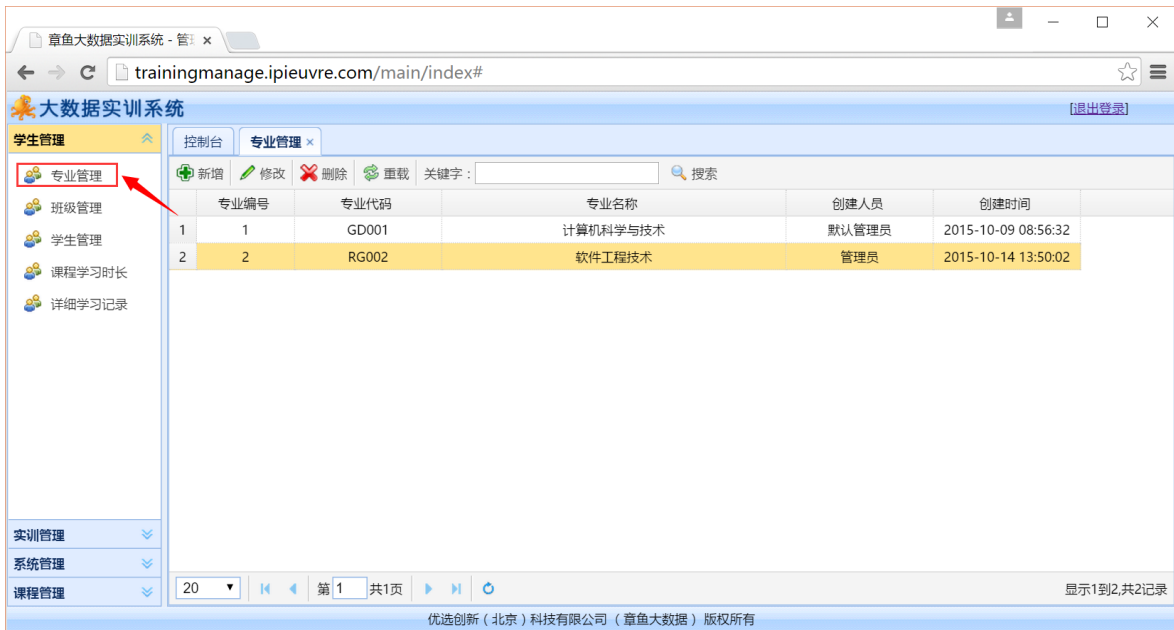 章鱼大数据实训系统 - 管
trainingmanage.ipieuvre.com/main/index#
大数据实训系统 [退出登录]
学生管理
专业管理
班级管理
学生管理
课程学习时长
详细学习记录
实训管理
系统管理
课程管理
控制台 专业管理
新增 修改 删除 重载 关键字： 搜索
专业编号 专业代码 专业名称 创建人员 创建时间
1 1 GD001 计算机科学与技术 默认管理员 2015-10-09 08:56:32
2 2 RG002 软件工程技术 管理员 2015-10-14 13:50:02
20 第 1 共1页 显示1到2,共2记录
优选创新（北京）科技有限公司 （章鱼大数据） 版权所有